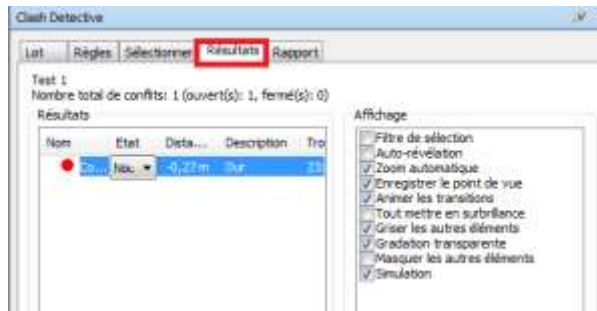 Clash Detective
Lot Règles Sélectionner Résultats Rapport
Test 1
Nombre total de conflits: 1 (ouvert(s): 1, fermé(s): 0)
Résultats
Nom Etat Dista... Description Tro
Co... Nou. -0,27m Dur
Affichage
Filtre de sélection
Auto-révélation
Zoom automatique
Enregistrer le point de vue
Animer les transitions
Tout mettre en surbrillance
Griser les autres éléments
Gradation transparente
Masquer les autres éléments
Simulation